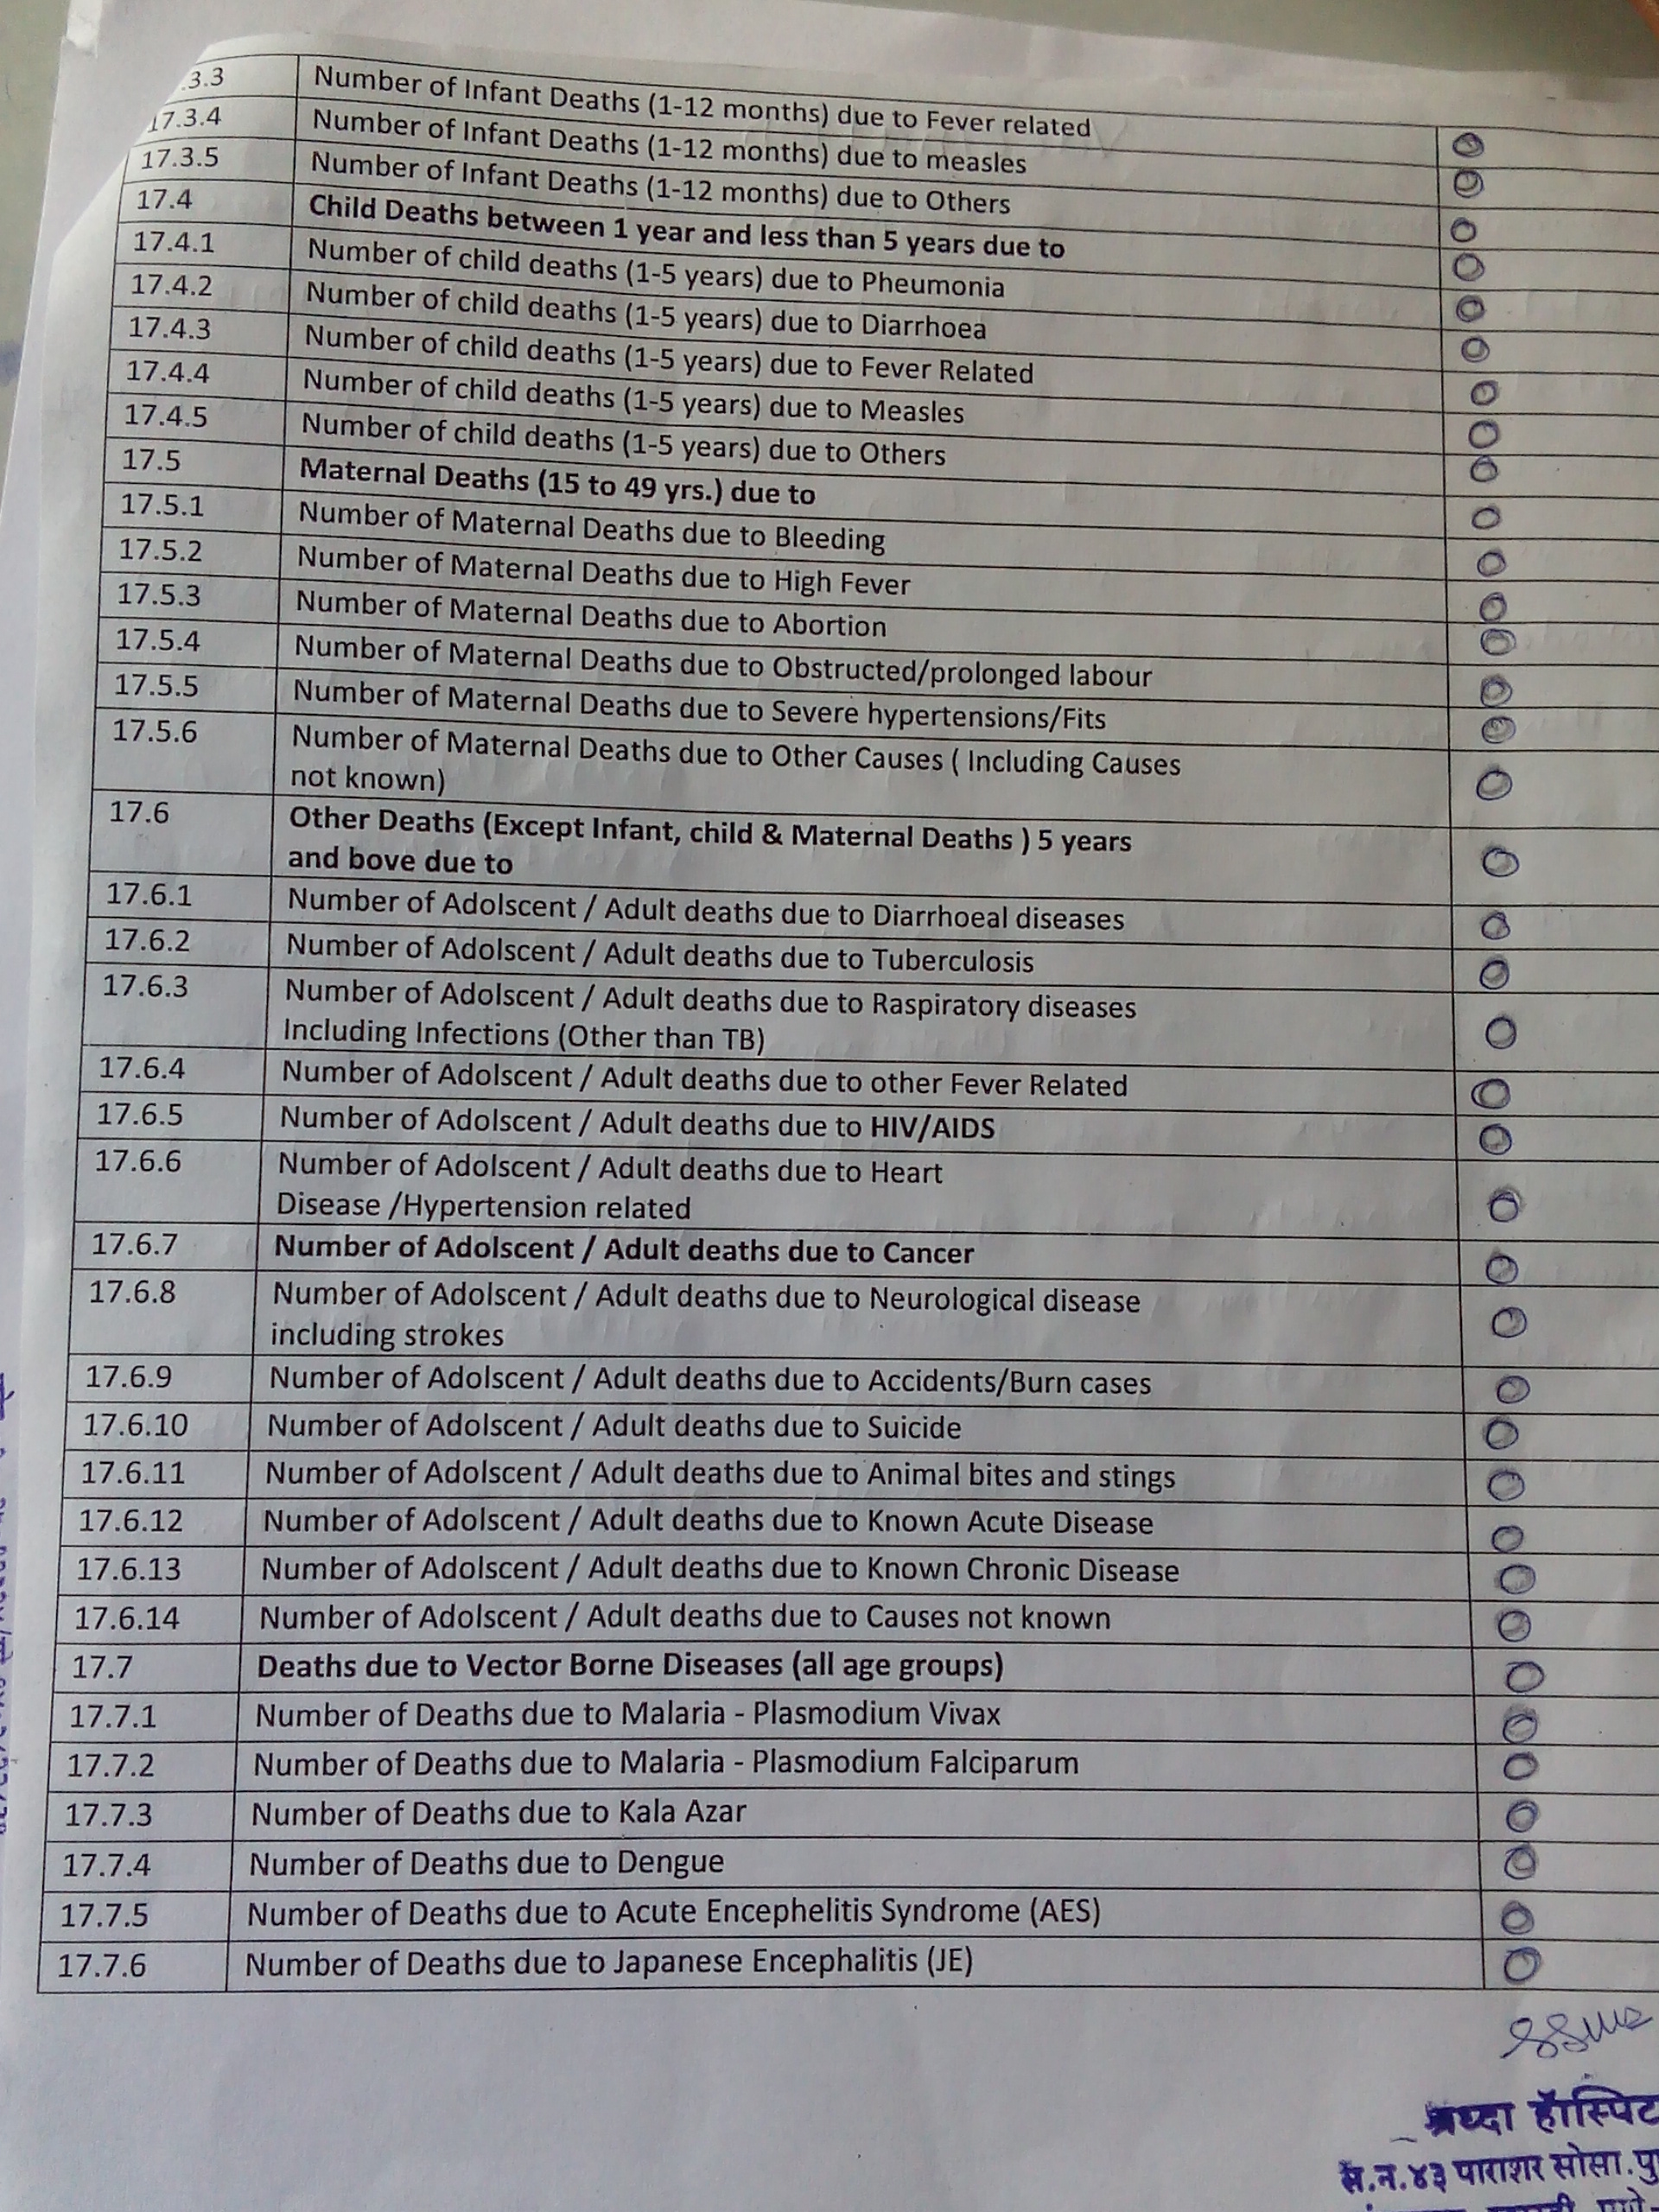 .3.3 Number of Infant Deaths (1-12 months) due to Fever related 0
17.3.4 Number of Infant Deaths (1-12 months) due to measles 0
17.3.5 Number of Infant Deaths (1-12 months) due to Others 0
17.4 Child Deaths between 1 year and less than 5 years due to 0
17.4.1 Number of child deaths (1-5 years) due to Pheumonia 0
17.4.2 Number of child deaths (1-5 years) due to Diarrhoea 0
17.4.3 Number of child deaths (1-5 years) due to Fever Related 0
17.4.4 Number of child deaths (1-5 years) due to Measles 0
17.4.5 Number of child deaths (1-5 years) due to Others 0
17.5 Maternal Deaths (15 to 49 yrs.) due to 0
17.5.1 Number of Maternal Deaths due to Bleeding 0
17.5.2 Number of Maternal Deaths due to High Fever 0
17.5.3 Number of Maternal Deaths due to Abortion 0
17.5.4 Number of Maternal Deaths due to Obstructed/prolonged labour 0
17.5.5 Number of Maternal Deaths due to Severe hypertensions/Fits 0
17.5.6 Number of Maternal Deaths due to Other Causes ( Including Causes 0
not known)
17.6 Other Deaths (Except Infant, child & Maternal Deaths ) 5 years 0
and bove due to
17.6.1 Number of Adolscent / Adult deaths due to Diarrhoeal diseases 0
17.6.2 Number of Adolscent / Adult deaths due to Tuberculosis 0
17.6.3 Number of Adolscent / Adult deaths due to Raspiratory diseases 0
Including Infections (Other than TB)
17.6.4 Number of Adolscent / Adult deaths due to other Fever Related 0
17.6.5 Number of Adolscent / Adult deaths due to HIV/AIDS 0
17.6.6 Number of Adolscent / Adult deaths due to Heart 0
Disease /Hypertension related
17.6.7 Number of Adolscent / Adult deaths due to Cancer 0
17.6.8 Number of Adolscent / Adult deaths due to Neurological disease 0
including strokes
17.6.9 Number of Adolscent / Adult deaths due to Accidents/Burn cases 0
17.6.10 Number of Adolscent / Adult deaths due to Suicide 0
17.6.11 Number of Adolscent / Adult deaths due to Animal bites and stings 0
17.6.12 Number of Adolscent / Adult deaths due to Known Acute Disease 0
17.6.13 Number of Adolscent / Adult deaths due to Known Chronic Disease 0
17.6.14 Number of Adolscent / Adult deaths due to Causes not known 0
17.7 Deaths due to Vector Borne Diseases (all age groups) 0
17.7.1 Number of Deaths due to Malaria - Plasmodium Vivax 0
17.7.2 Number of Deaths due to Malaria - Plasmodium Falciparum 0
17.7.3 Number of Deaths due to Kala Azar 0
17.7.4 Number of Deaths due to Dengue 0
17.7.5 Number of Deaths due to Acute Encephelitis Syndrome (AES) 0
17.7.6 Number of Deaths due to Japanese Encephalitis (JE) 0
श्रध्दा हॉस्पिट
स.न.४३ पाराशर सोसा.पु